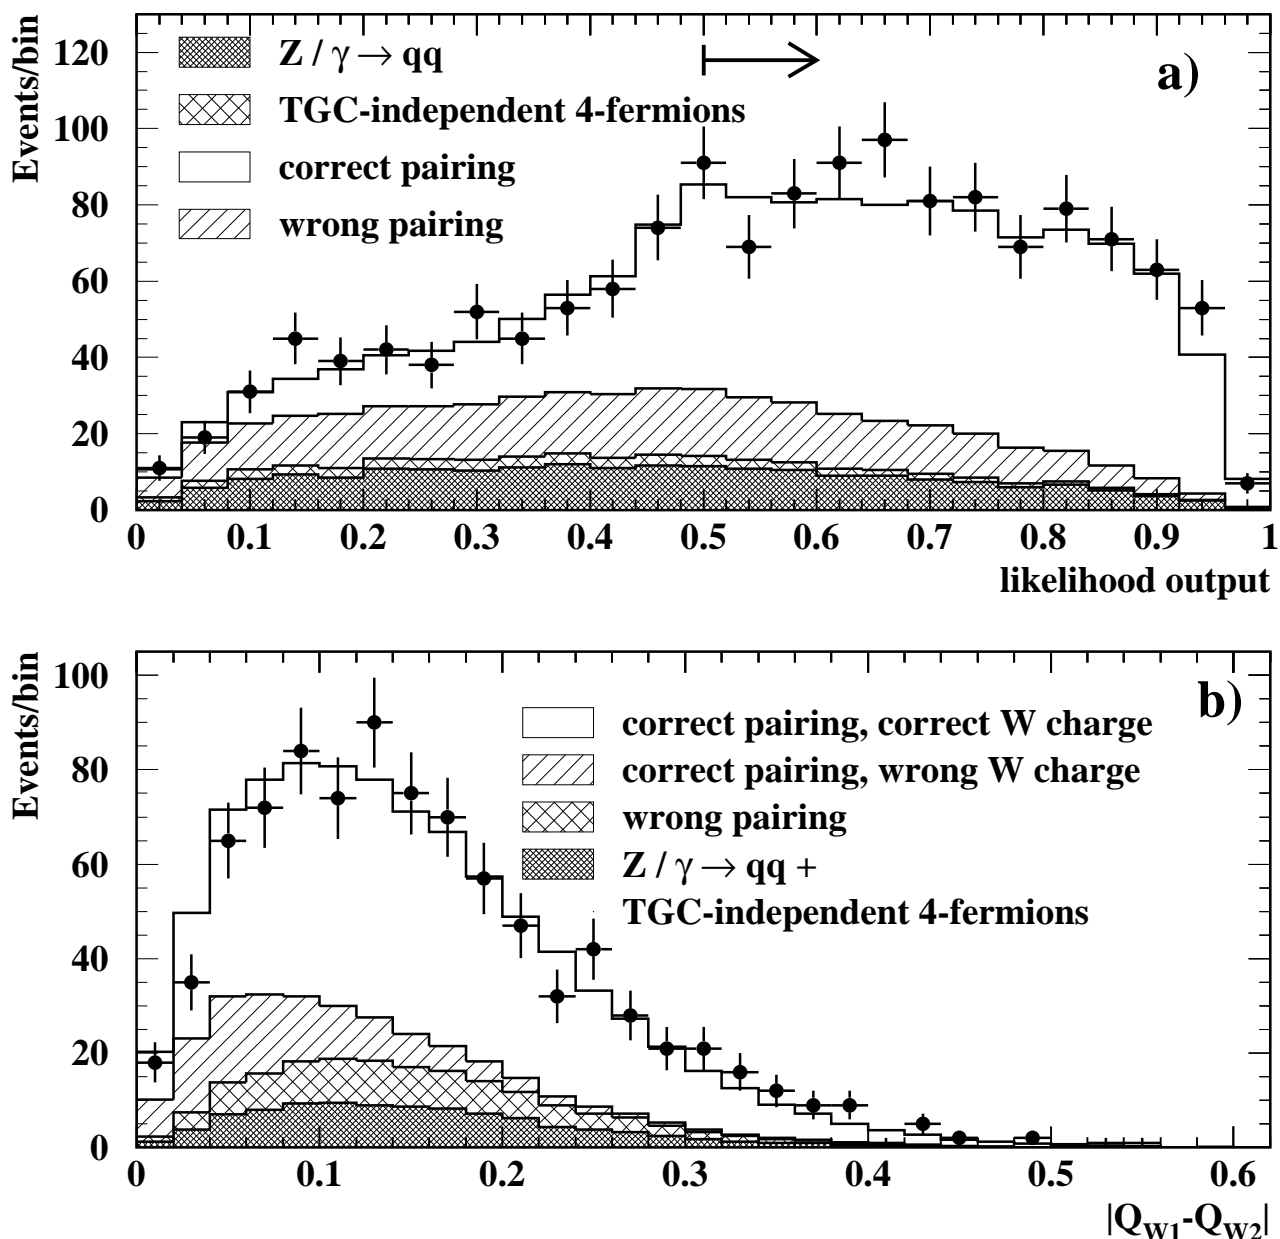 a)
Events/bin
120
100
80
60
40
20
0
Z / γ → qq
TGC-independent 4-fermions
correct pairing
wrong pairing
0 0.1 0.2 0.3 0.4 0.5 0.6 0.7 0.8 0.9 1
likelihood output
b)
Events/bin
100
80
60
40
20
0
correct pairing, correct W charge
correct pairing, wrong W charge
wrong pairing
Z / γ → qq +
TGC-independent 4-fermions
0 0.1 0.2 0.3 0.4 0.5 0.6
|Q_W1-Q_W2|